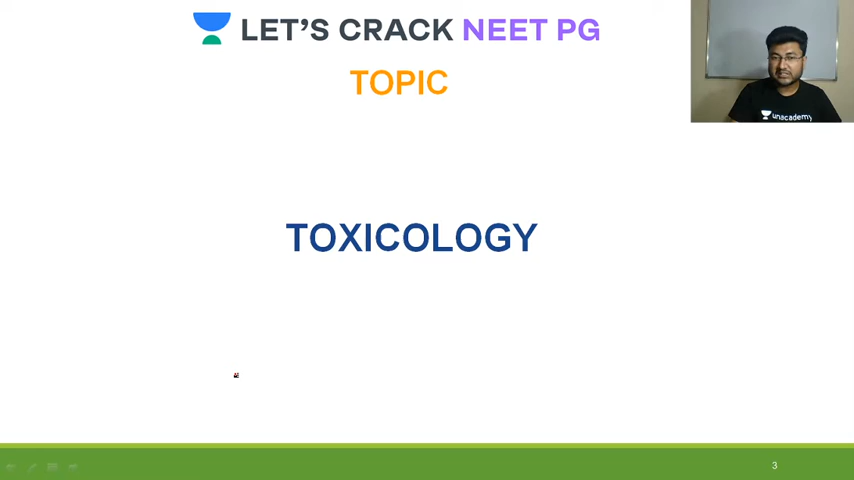 LET'S CRACK NEET PG
TOPIC
unacademy
TOXICOLOGY
3